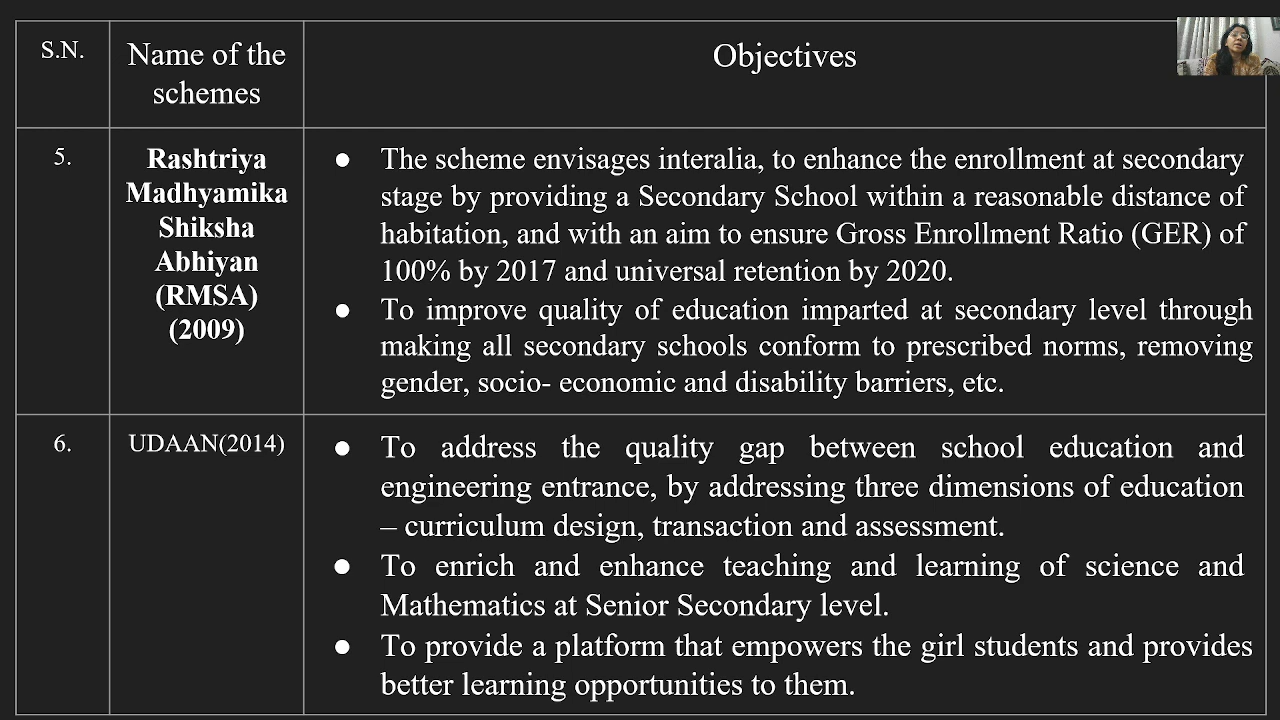 S.N.
Name of the
schemes
Objectives
5.
Rashtriya
Madhyamika
Shiksha
Abhiyan
(RMSA)
(2009)
● The scheme envisages interalia, to enhance the enrollment at secondary
stage by providing a Secondary School within a reasonable distance of
habitation, and with an aim to ensure Gross Enrollment Ratio (GER) of
100% by 2017 and universal retention by 2020.
● To improve quality of education imparted at secondary level through
making all secondary schools conform to prescribed norms, removing
gender, socio- economic and disability barriers, etc.
6.
UDAAN(2014)
● To address the quality gap between school education and
engineering entrance, by addressing three dimensions of education
– curriculum design, transaction and assessment.
● To enrich and enhance teaching and learning of science and
Mathematics at Senior Secondary level.
● To provide a platform that empowers the girl students and provides
better learning opportunities to them.